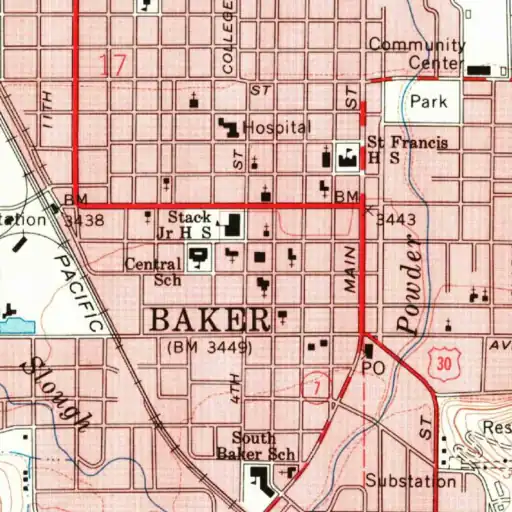 COLLEGE
Community
Center
17
11TH
ST
ST
Park
Hospital
ST
St Francis
H S
BM
BM
tation
3438
Stack
Jr H S
3443
Central
Sch
PACIFIC
MAIN
Powder
BAKER
(BM 3449)
AV
30
PO
Slough
4TH
7
ST
South
Baker Sch
Res
Substation